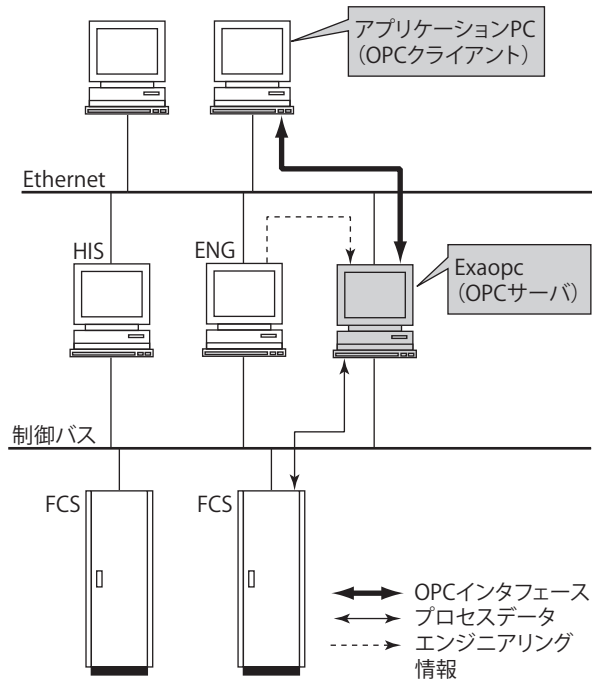 アプリケーションPC
（OPCクライアント）
Ethernet
HIS
ENG
Exaopc
（OPCサーバ）
制御バス
FCS
FCS
OPCインタフェース
プロセスデータ
エンジニアリング
情報